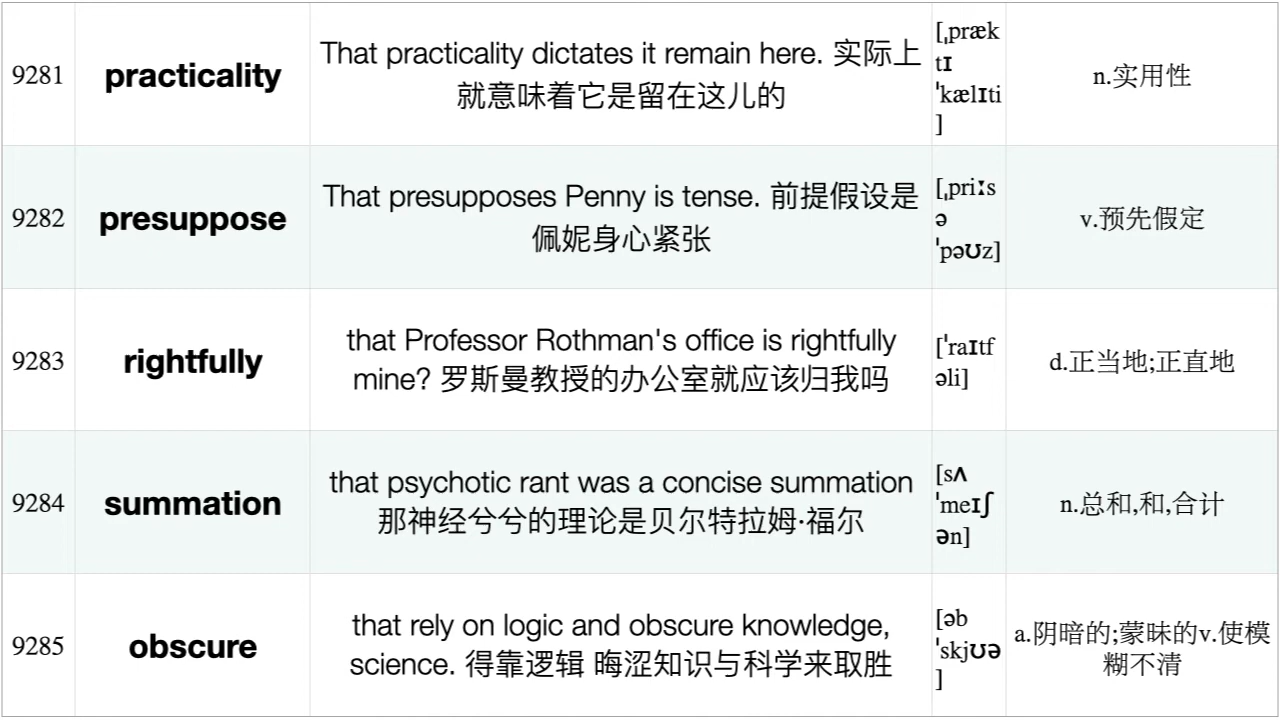 9281
practicality
That practicality dictates it remain here. 实际上
就意味着它是留在这儿的
[ˌpræk
tɪ
ˈkælɪti
]
n.实用性
9282
presuppose
That presupposes Penny is tense. 前提假设是
佩妮身心紧张
[ˌpriːs
ə
ˈpəʊz]
v.预先假定
9283
rightfully
that Professor Rothman's office is rightfully
mine? 罗斯曼教授的办公室就应该归我吗
[ˈraɪtf
əli]
d.正当地;正直地
9284
summation
that psychotic rant was a concise summation
那神经兮兮的理论是贝尔特拉姆·福尔
[sʌ
ˈmeɪʃ
ən]
n.总和,和,合计
9285
obscure
that rely on logic and obscure knowledge,
science. 得靠逻辑 晦涩知识与科学来取胜
[əb
ˈskjʊə
]
a.阴暗的;蒙昧的v.使模
糊不清